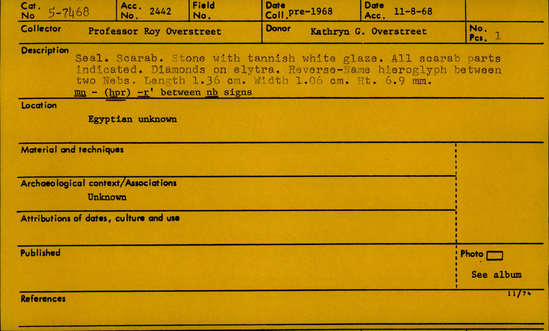 Cat. No 5-7468 Acc. No. 2442 Field No. Date Coll. pre-1968 Date Acc. 11-8-68
Collector Professor Roy Overstreet Donor Kathryn G. Overstreet No. Pcs. 1
Description
Seal. Scarab. Stone with tannish white glaze. All scarab parts
indicated. Diamonds on elytra. Reverse-Name hieroglyph between
two Nebs. Length 1.36 cm. Width 1.06 cm. Ht. 6.9 mm.
mn - (hpr) -r' between nb signs
Location
Egyptian unknown
Material and techniques
Archaeological context/Associations
Unknown
Attributions of dates, culture and use
Published
Photo
See album
References
11/74